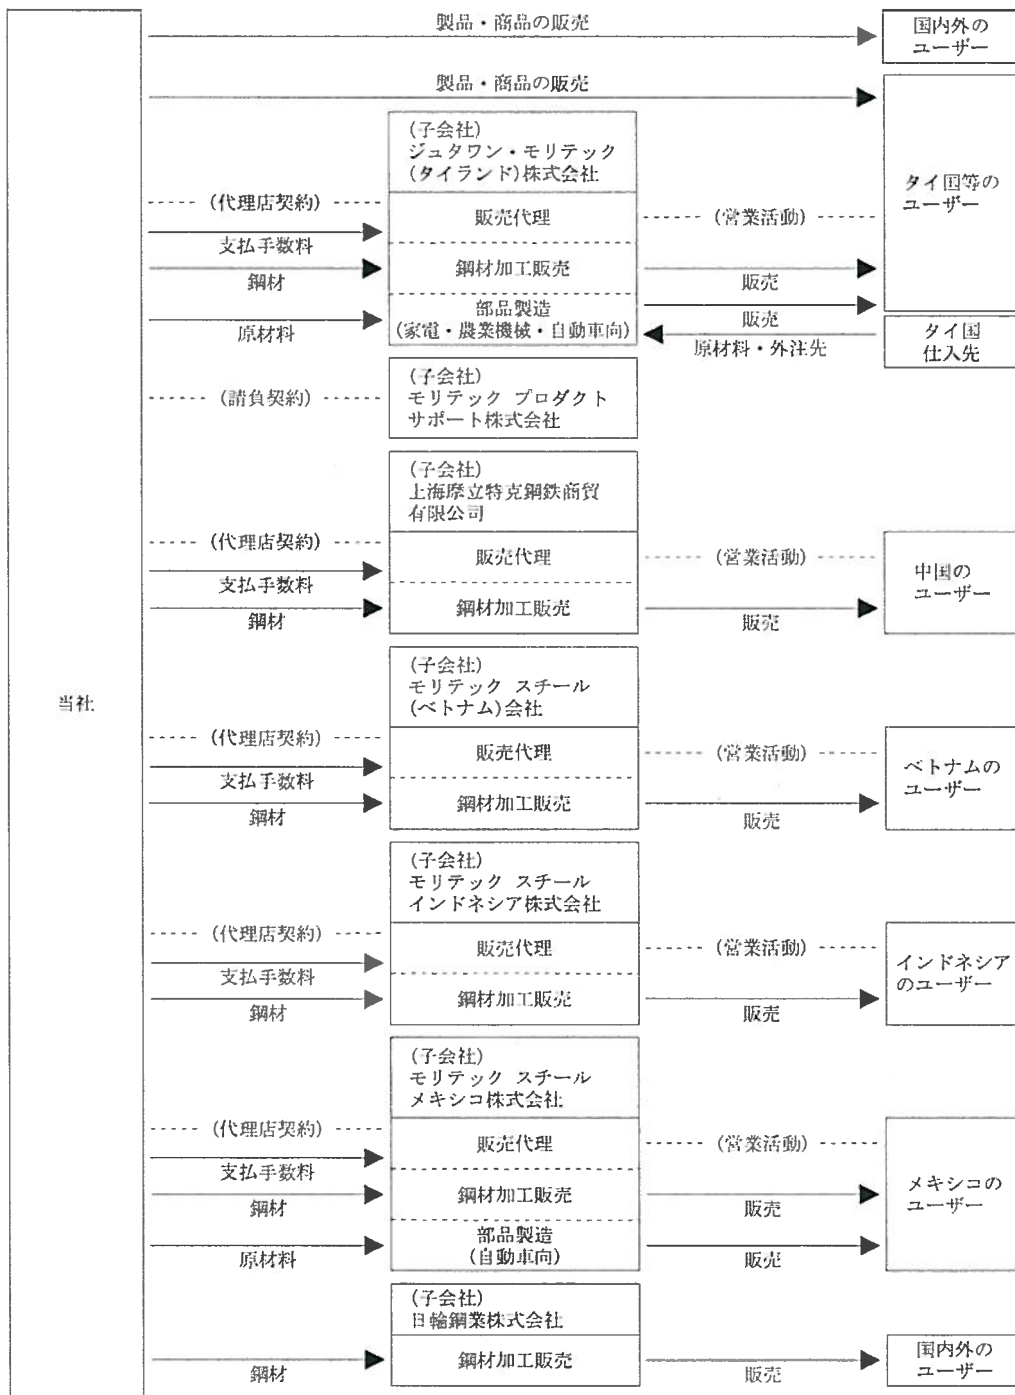 製品・商品の販売
国内外の
ユーザー
製品・商品の販売
(子会社)
ジュタワン・モリテック
(タイランド)株式会社
タイ国等の
ユーザー
(代理店契約)
販売代理
(営業活動)
支払手数料
鋼材加工販売
鋼材
販売
部品製造
(家電・農業機械・自動車向)
原材料
販売
原材料・外注先
タイ国
仕入先
(請負契約)
(子会社)
モリテック プロダクト
サポート株式会社
(子会社)
上海摩立特克鋼鉄商貿
有限公司
(代理店契約)
販売代理
(営業活動)
支払手数料
鋼材加工販売
鋼材
販売
中国の
ユーザー
当社
(子会社)
モリテック スチール
(ベトナム)会社
(代理店契約)
販売代理
(営業活動)
支払手数料
鋼材加工販売
鋼材
販売
ベトナムの
ユーザー
(子会社)
モリテック スチール
インドネシア株式会社
(代理店契約)
販売代理
(営業活動)
支払手数料
鋼材加工販売
鋼材
販売
インドネシア
のユーザー
(子会社)
モリテック スチール
メキシコ株式会社
(代理店契約)
販売代理
(営業活動)
支払手数料
鋼材加工販売
鋼材
販売
部品製造
(自動車向)
原材料
販売
メキシコの
ユーザー
(子会社)
日輪鋼業株式会社
鋼材加工販売
鋼材
販売
国内外の
ユーザー